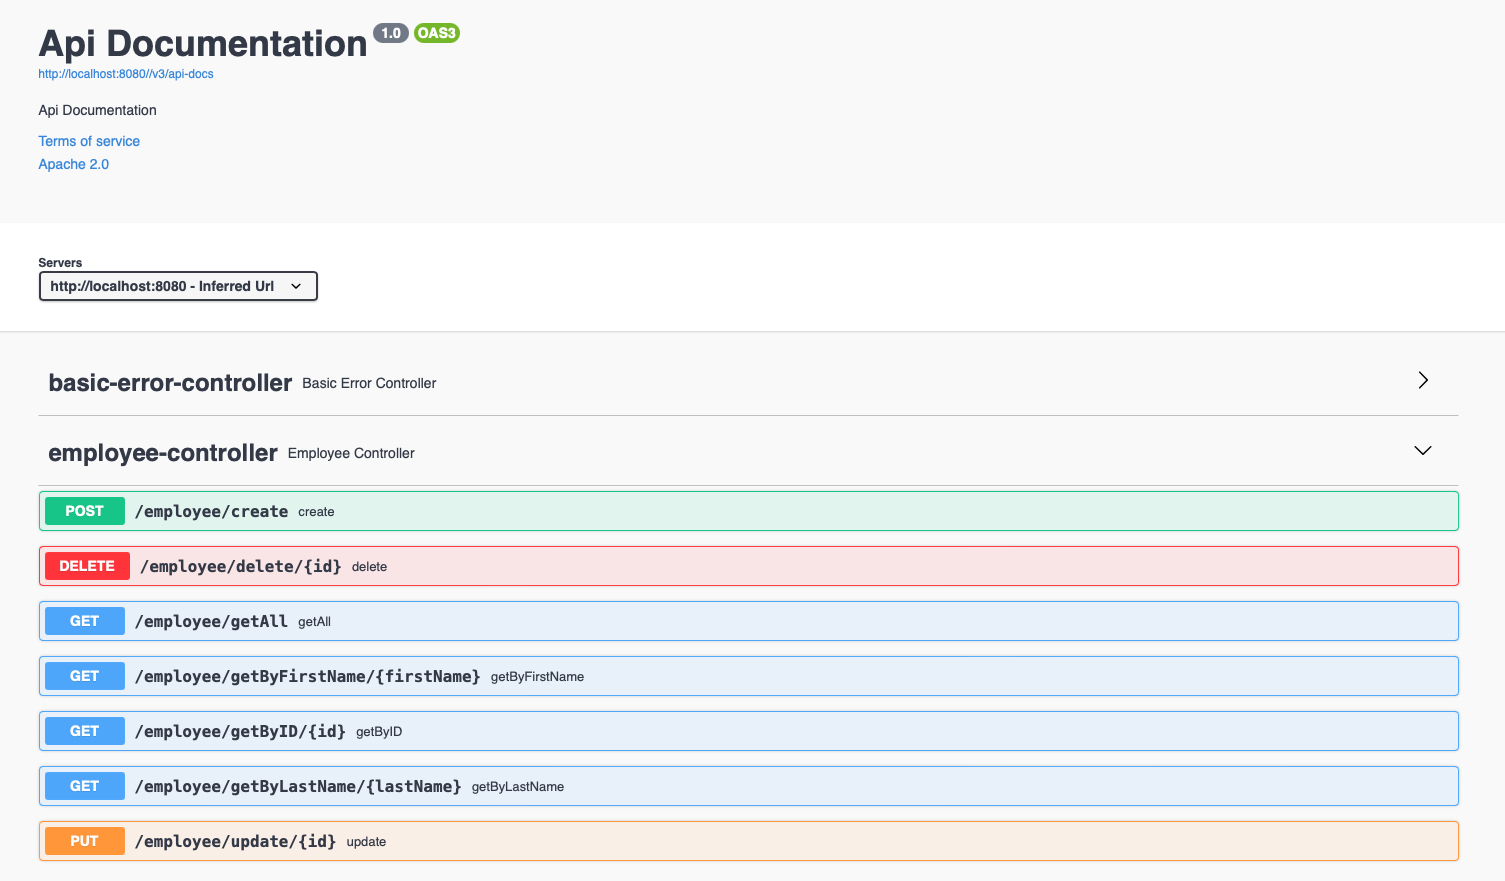 Api Documentation 1.0 OAS3
http://localhost:8080//v3/api-docs
Api Documentation
Terms of service
Apache 2.0
Servers
http://localhost:8080 - Inferred Url
basic-error-controller Basic Error Controller
employee-controller Employee Controller
POST /employee/create create
DELETE /employee/delete/{id} delete
GET /employee/getAll getAll
GET /employee/getByFirstName/{firstName} getByFirstName
GET /employee/getByID/{id} getByID
GET /employee/getByLastName/{lastName} getByLastName
PUT /employee/update/{id} update